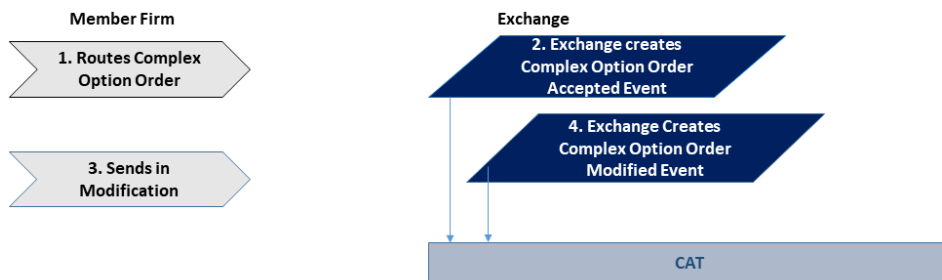 Member Firm
Exchange
1. Routes Complex
Option Order
2. Exchange creates
Complex Option Order
Accepted Event
3. Sends in
Modification
4. Exchange Creates
Complex Option Order
Modified Event
CAT